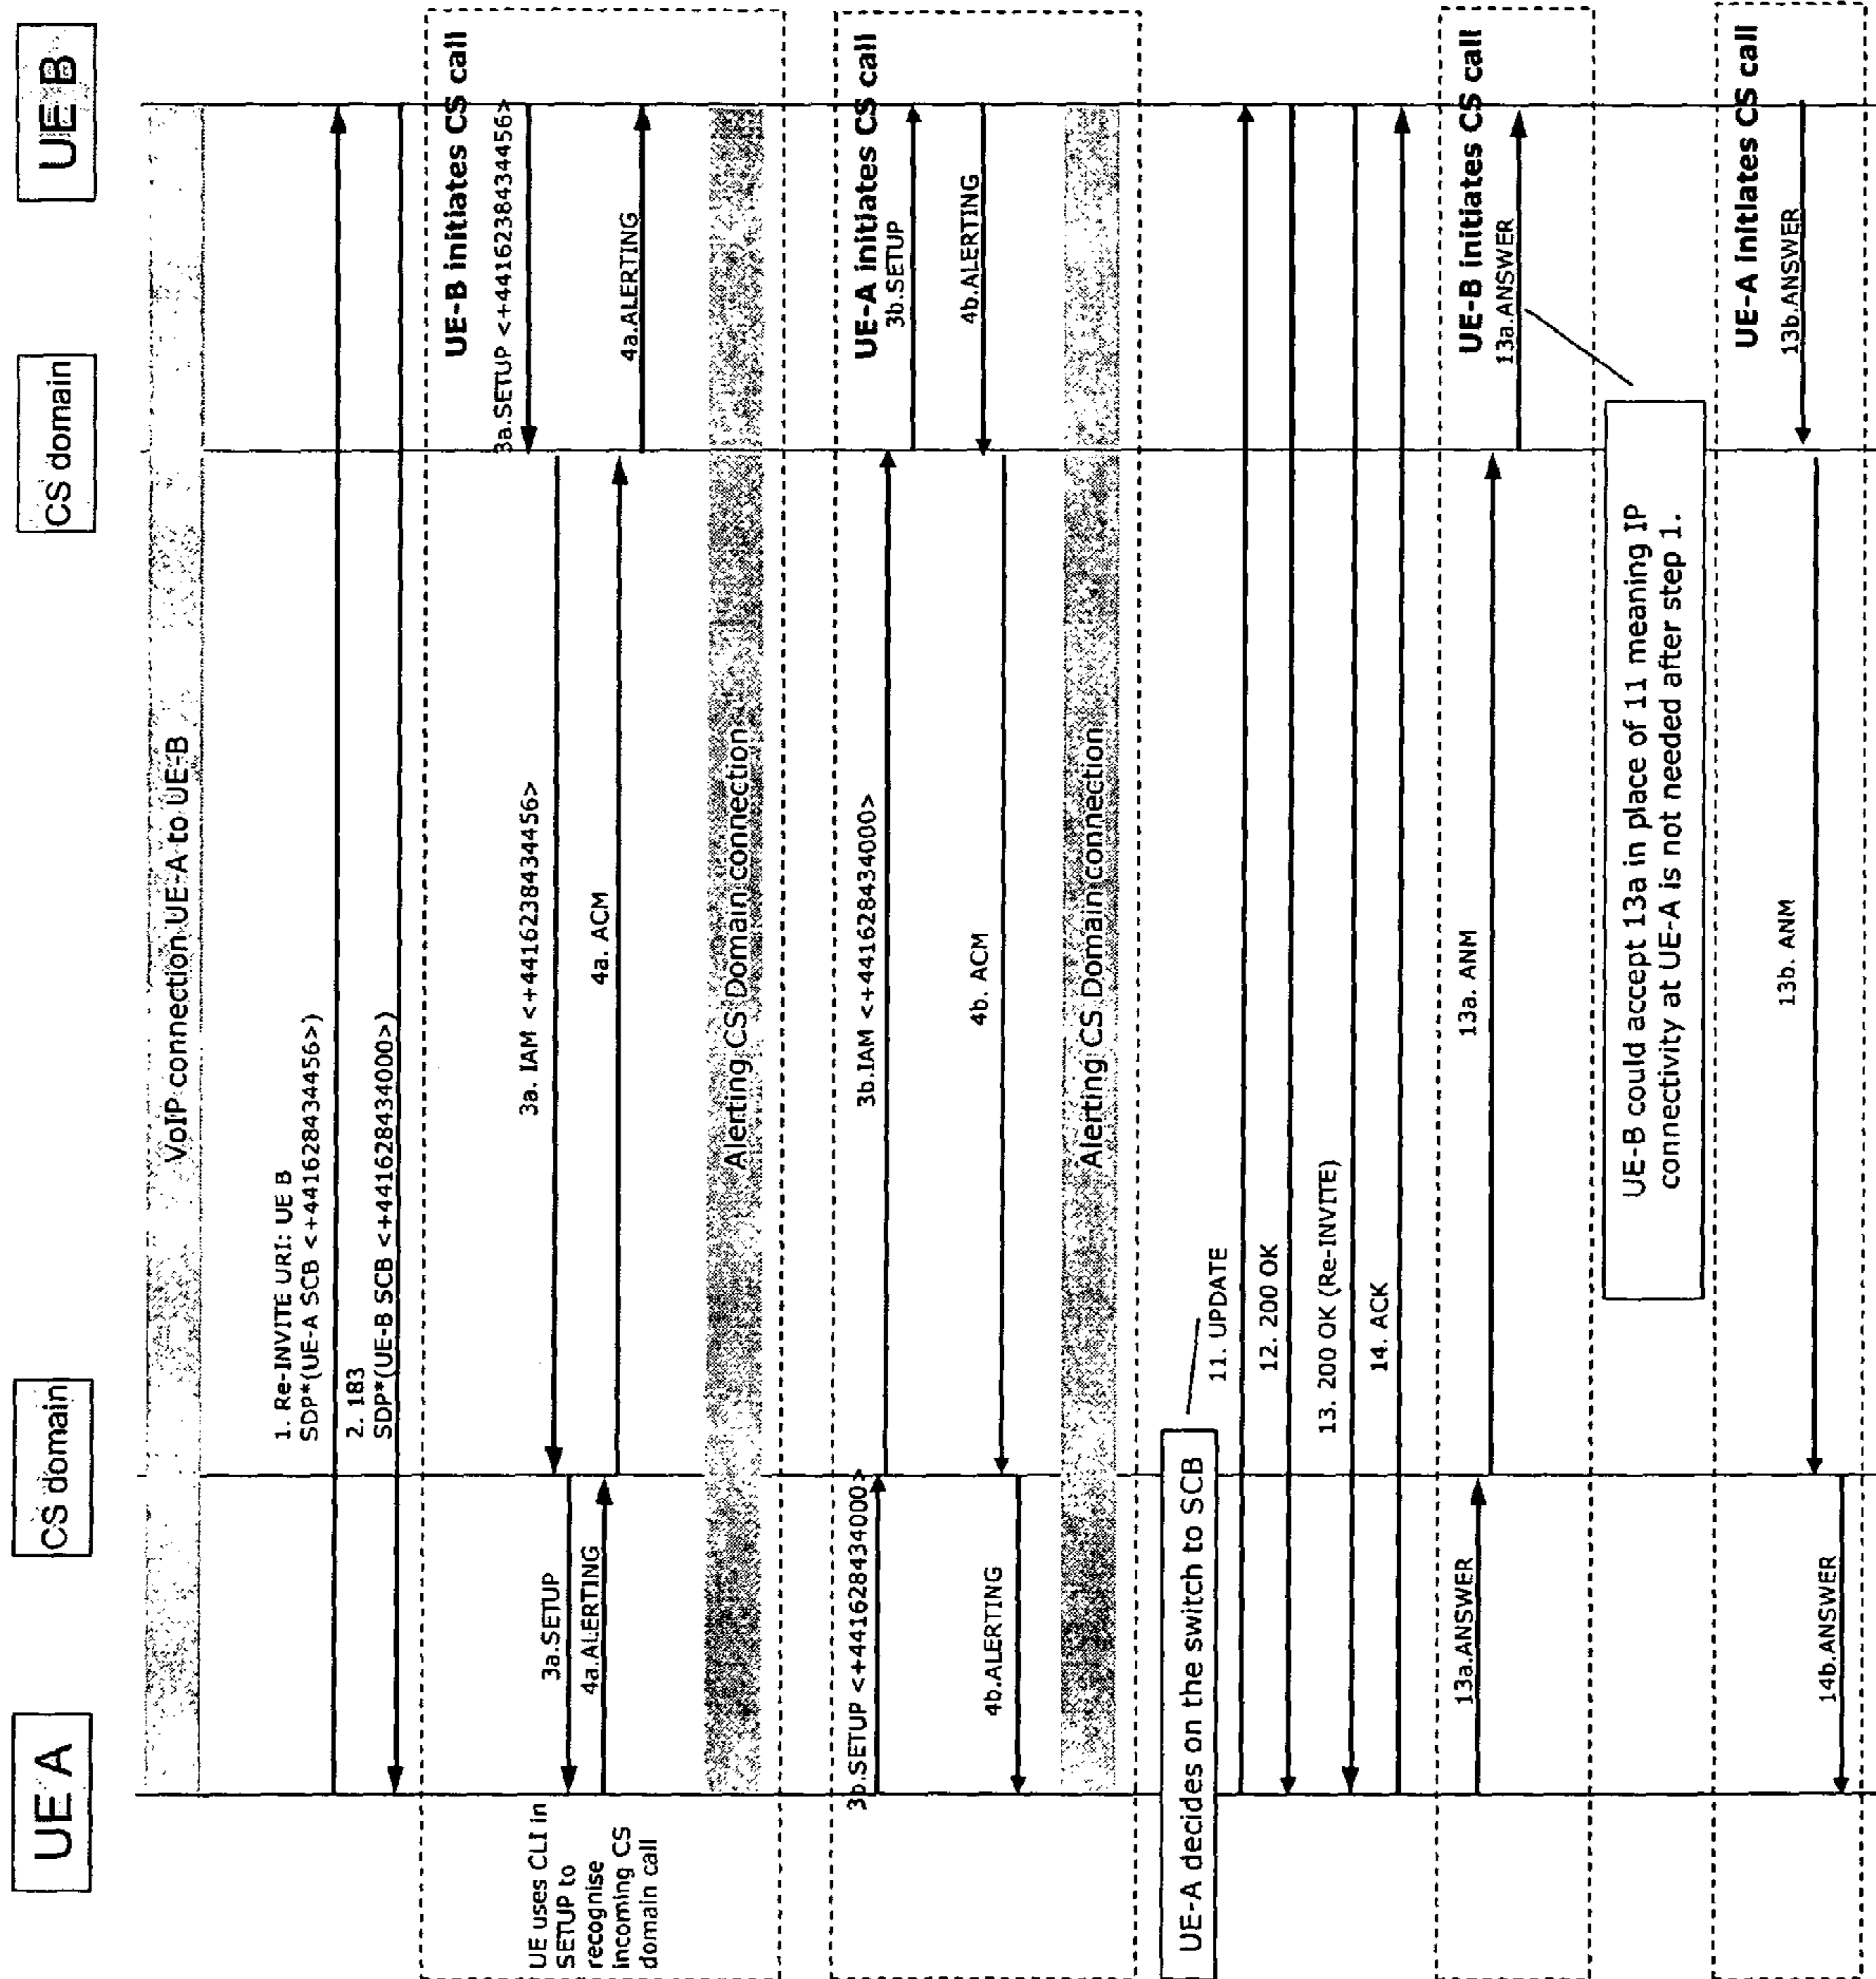 UE A
CS domain
CS domain
UE B
VoIP connection UE-A to UE-B
1. Re-INVITE URI: UE B
SDP*(UE-A SCB <+441628434456>)
2. 183
SDP*(UE-B SCB <+441628434000>)
UE-B initiates CS call
3a.SETUP <+4416238434456>
3a. IAM <+4416238434456>
3a.SETUP
4a.ALERTING
4a. ACM
4a.ALERTING
UE uses CLI in
SETUP to
recognise
incoming CS
domain call
Alerting CS Domain connection
UE-A initiates CS call
3b.SETUP <+441628434000>
3b.IAM <+441628434000>
3b.SETUP
4b.ALERTING
4b. ACM
4b.ALERTING
Alerting CS Domain connection
UE-A decides on the switch to SCB
11. UPDATE
12. 200 OK
13. 200 OK (Re-INVITE)
14. ACK
UE-B initiates CS call
13a.ANSWER
13a. ANM
13a.ANSWER
UE-B could accept 13a in place of 11 meaning IP
connectivity at UE-A is not needed after step 1.
UE-A initiates CS call
13b.ANSWER
13b. ANM
14b.ANSWER